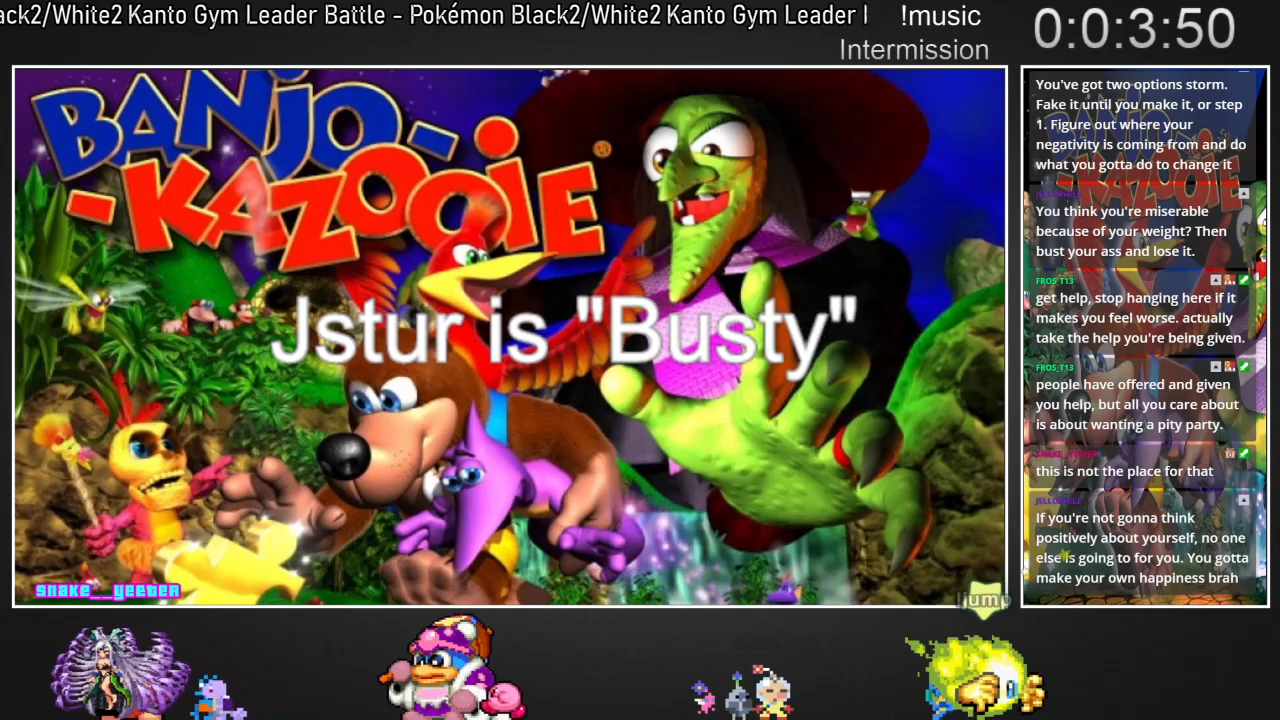 ack2/White2 Kanto Gym Leader Battle - Pokémon Black2/White2 Kanto Gym Leader
!music
Intermission
0:0:3:50
BANJO-
-KAZOOIE®
Jstur is "Busty"
snake__yeeter
!jump
You've got two options storm.
Fake it until you make it, or step
1. Figure out where your
negativity is coming from and do
what you gotta do to change it
You think you're miserable
because of your weight? Then
bust your ass and lose it.
FROS_T13
get help, stop hanging here if it
makes you feel worse. actually
take the help you're being given.
FROS_T13
people have offered and given
you help, but all you care about
is about wanting a pity party.
this is not the place for that
If you're not gonna think
positively about yourself, no one
else is going to for you. You gotta
make your own happiness brah